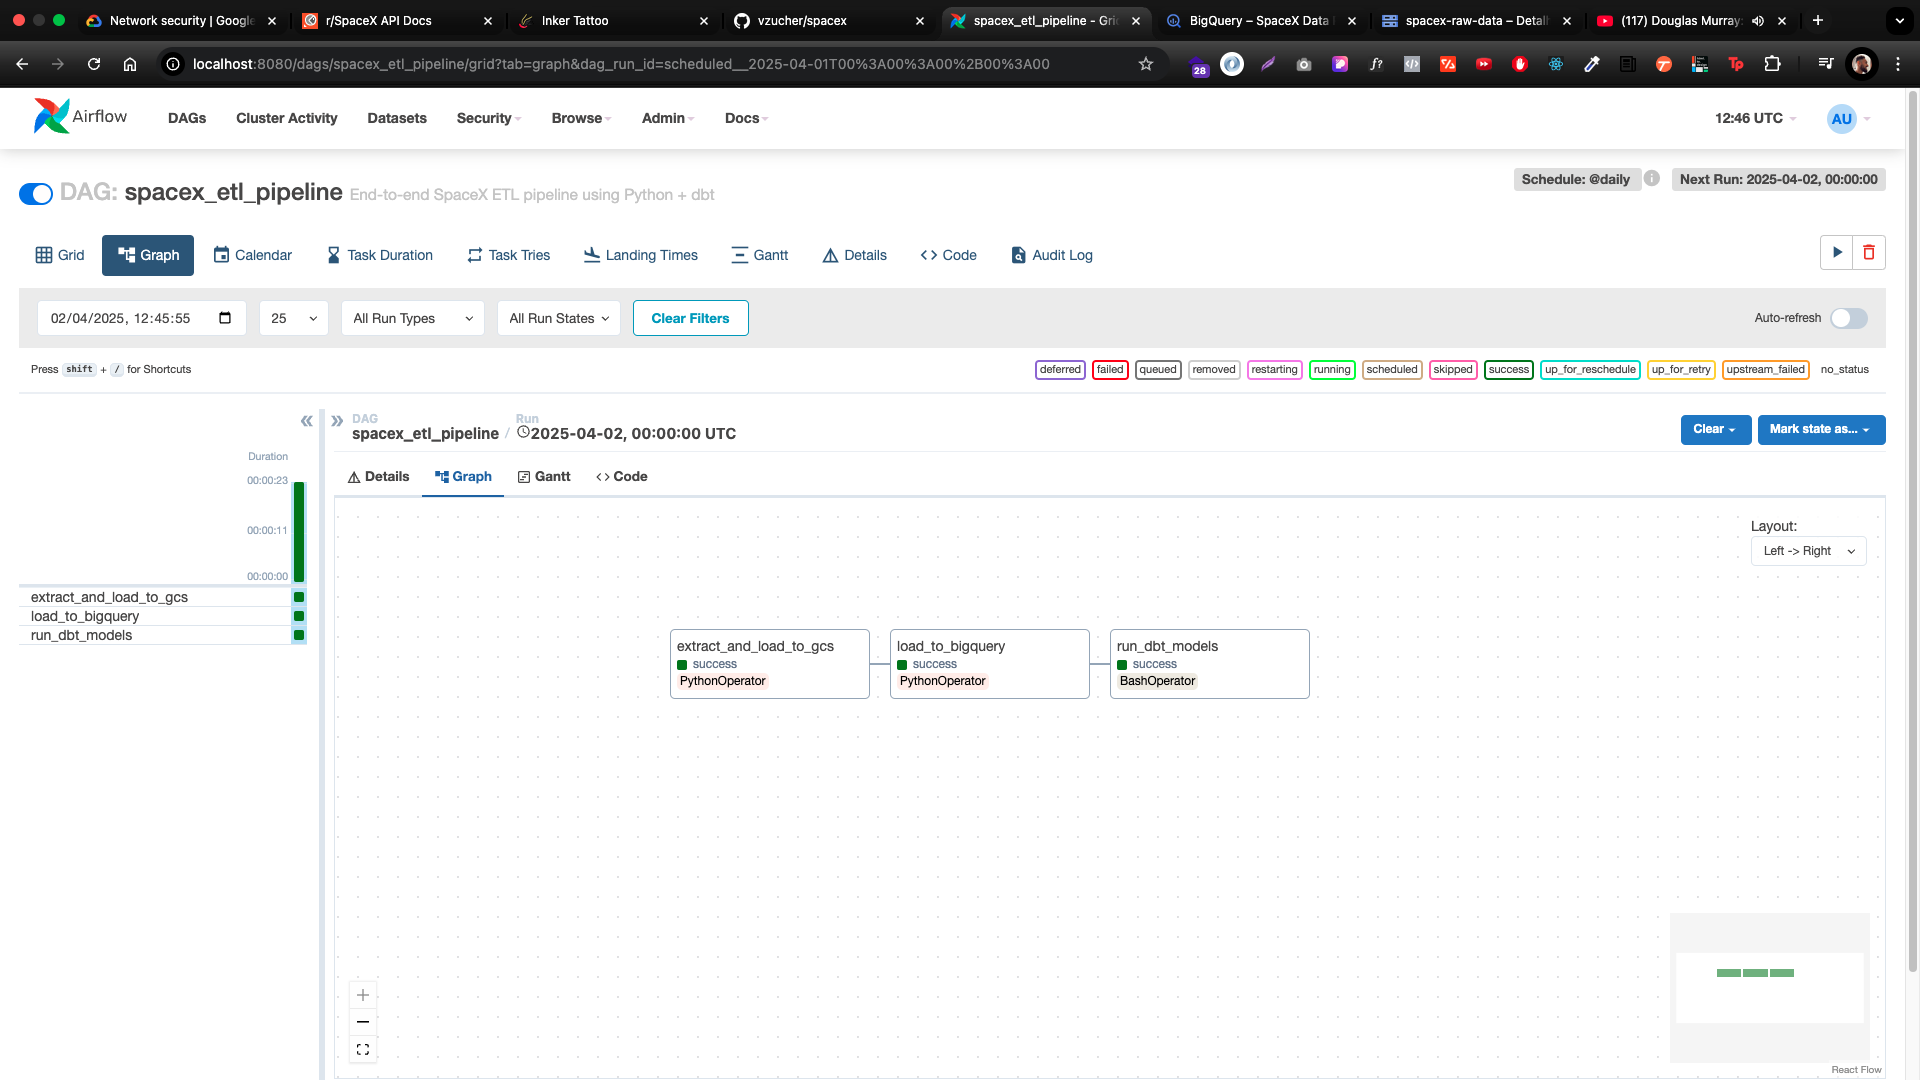 Network security | Google
r/SpaceX API Docs
Inker Tattoo
vzucher/spacex
spacex_etl_pipeline - Gri
BigQuery – SpaceX Data
spacex-raw-data – Detalh
(117) Douglas Murray:
localhost:8080/dags/spacex_etl_pipeline/grid?tab=graph&dag_run_id=scheduled__2025-04-01T00%3A00%3A00%2B00%3A00
28
f?
Tp
Airflow
DAGs
Cluster Activity
Datasets
Security
Browse
Admin
Docs
12:46 UTC
AU
DAG: spacex_etl_pipeline End-to-end SpaceX ETL pipeline using Python + dbt
Schedule: @daily
Next Run: 2025-04-02, 00:00:00
Grid
Graph
Calendar
Task Duration
Task Tries
Landing Times
Gantt
Details
Code
Audit Log
02/04/2025, 12:45:55
25
All Run Types
All Run States
Clear Filters
Auto-refresh
Press shift + / for Shortcuts
deferred
failed
queued
removed
restarting
running
scheduled
skipped
success
up_for_reschedule
up_for_retry
upstream_failed
no_status
DAG
spacex_etl_pipeline
/
Run
2025-04-02, 00:00:00 UTC
Clear
Mark state as...
Duration
00:00:23
00:00:11
00:00:00
extract_and_load_to_gcs
load_to_bigquery
run_dbt_models
Details
Graph
Gantt
Code
Layout:
Left -> Right
extract_and_load_to_gcs
success
PythonOperator
load_to_bigquery
success
PythonOperator
run_dbt_models
success
BashOperator
React Flow